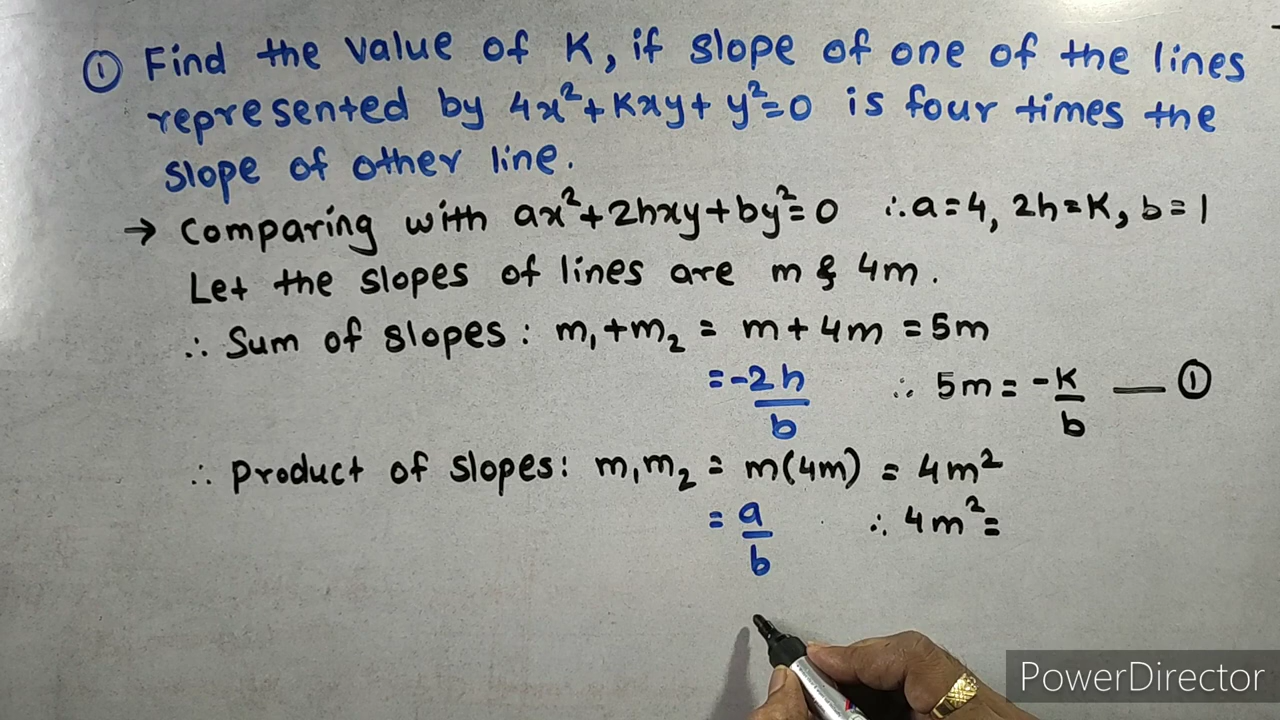 ① Find the value of K, if slope of one of the lines
represented by 4x²+Kxy+y²=0 is four times the
slope of other line.
→ Comparing with ax²+2hxy+by²=0 ∴a=4, 2h=K, b=1
Let the slopes of lines are m & 4m.
∴ Sum of slopes: m₁+m₂ = m+4m = 5m
= -2h/b ∴ 5m = -K/b — ①
∴ Product of slopes: m₁m₂ = m(4m) = 4m²
= a/b ∴ 4m²=
PowerDirector